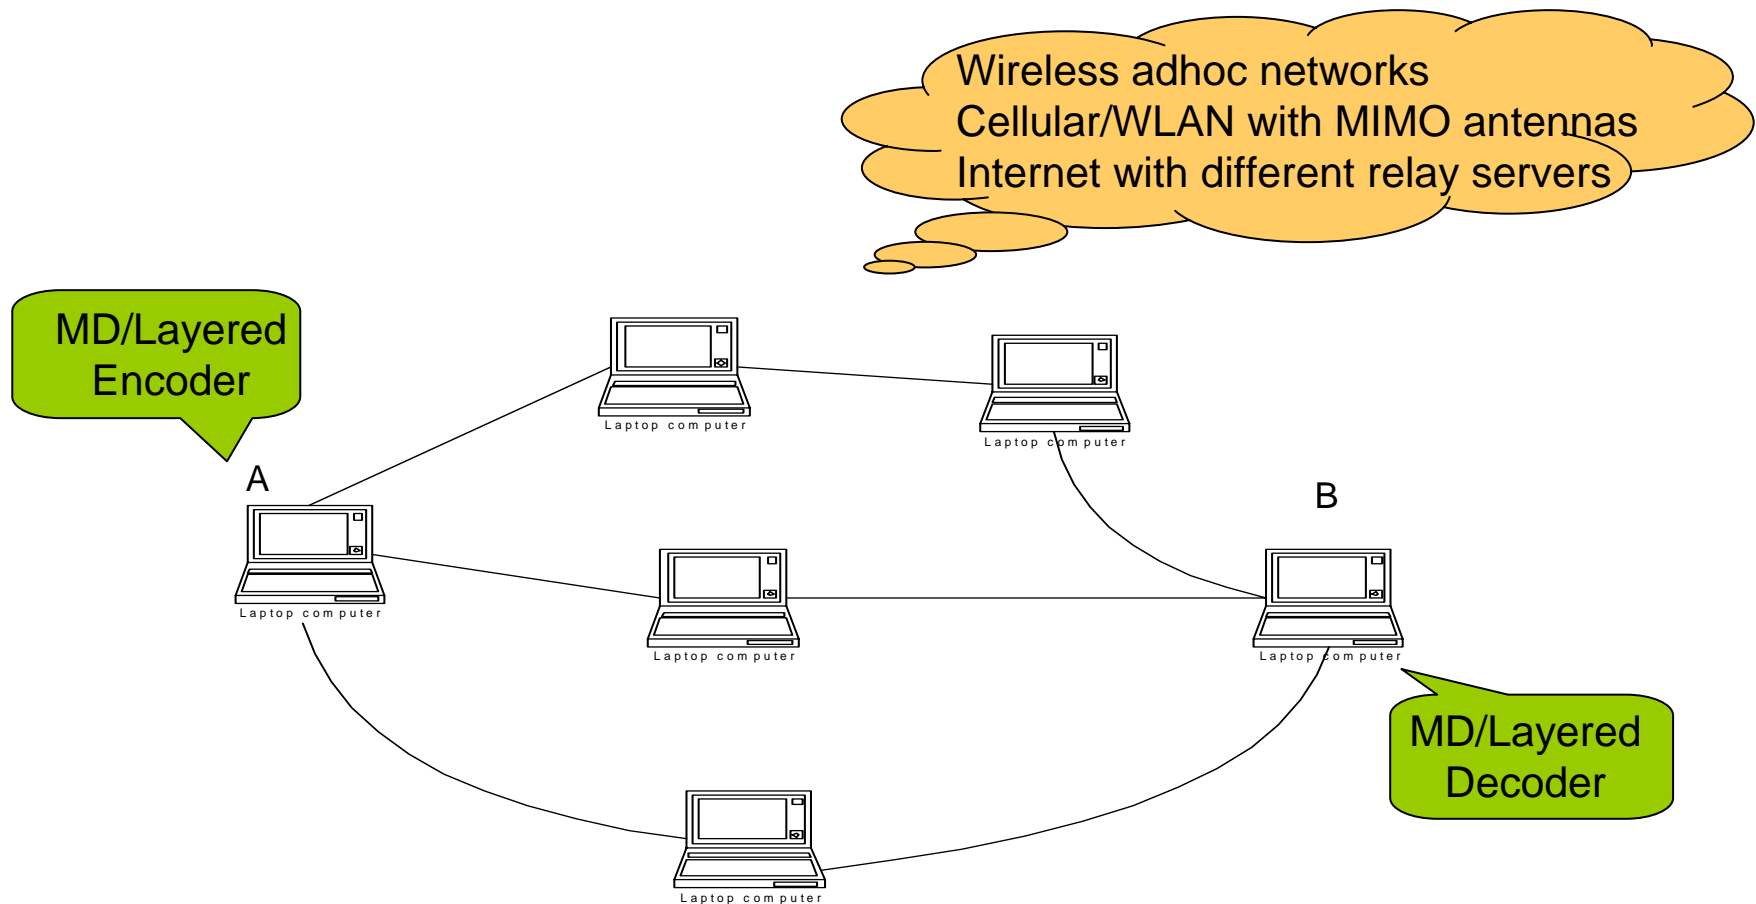 Wireless adhoc networks
Cellular/WLAN with MIMO antennas
Internet with different relay servers
MD/Layered
Encoder
Laptop computer
Laptop computer
A
B
Laptop computer
Laptop computer
Laptop computer
MD/Layered
Decoder
Laptop computer